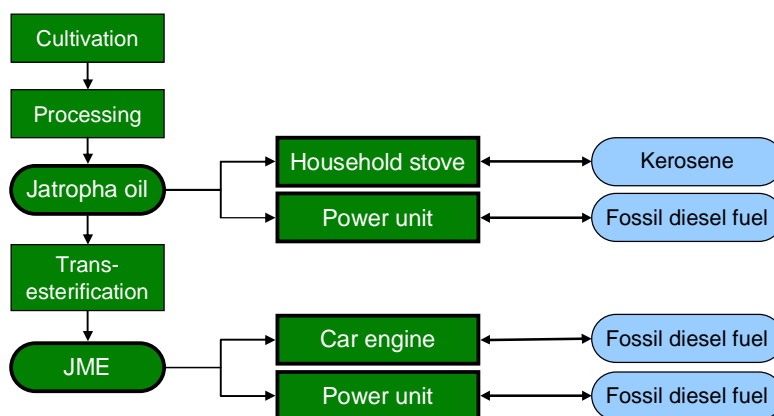 Cultivation
Processing
Jatropha oil
Household stove
Kerosene
Power unit
Fossil diesel fuel
Trans-
esterification
JME
Car engine
Fossil diesel fuel
Power unit
Fossil diesel fuel